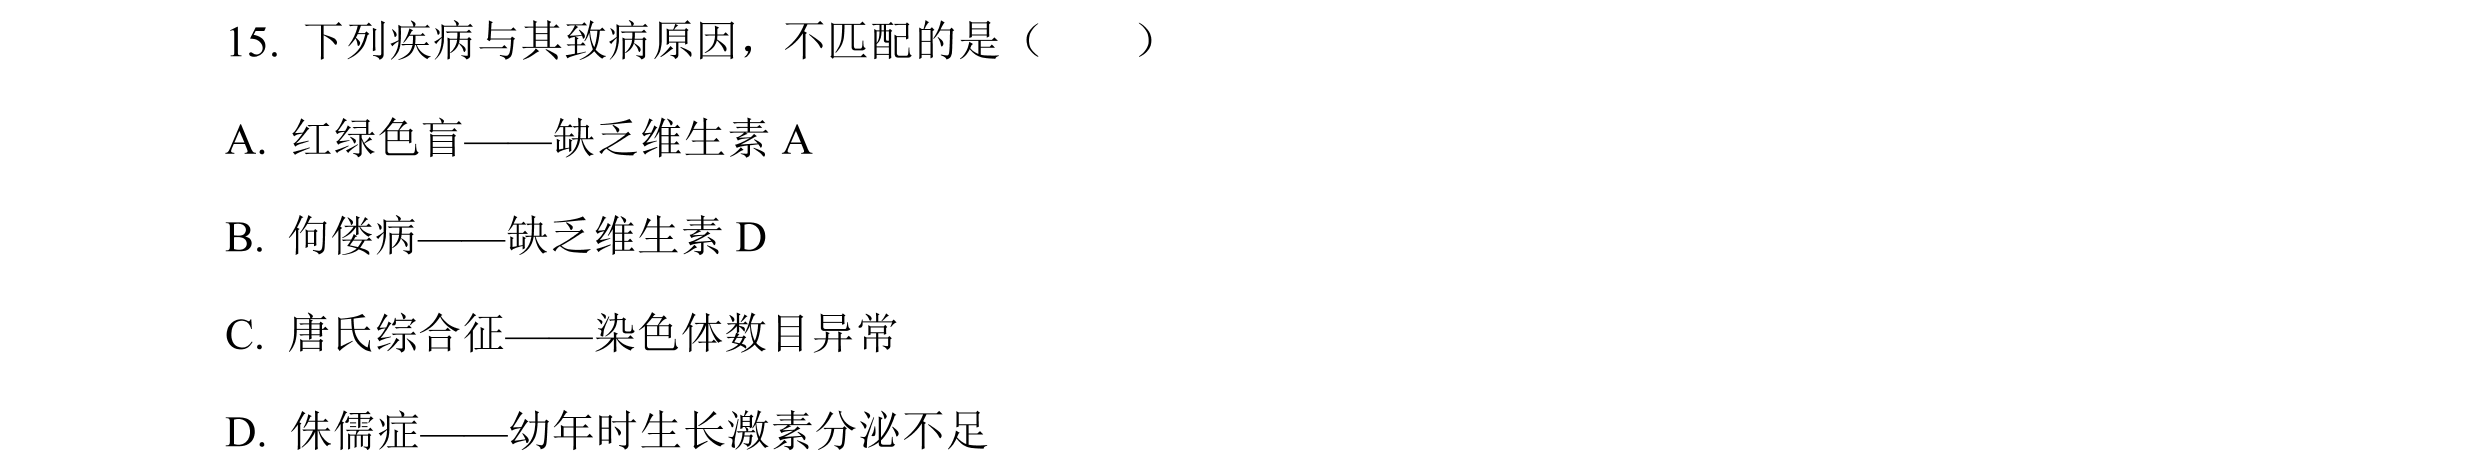 15. 下列疾病与其致病原因，不匹配的是（　　）
A. 红绿色盲——缺乏维生素 A
B. 佝偻病——缺乏维生素 D
C. 唐氏综合征——染色体数目异常
D. 侏儒症——幼年时生长激素分泌不足